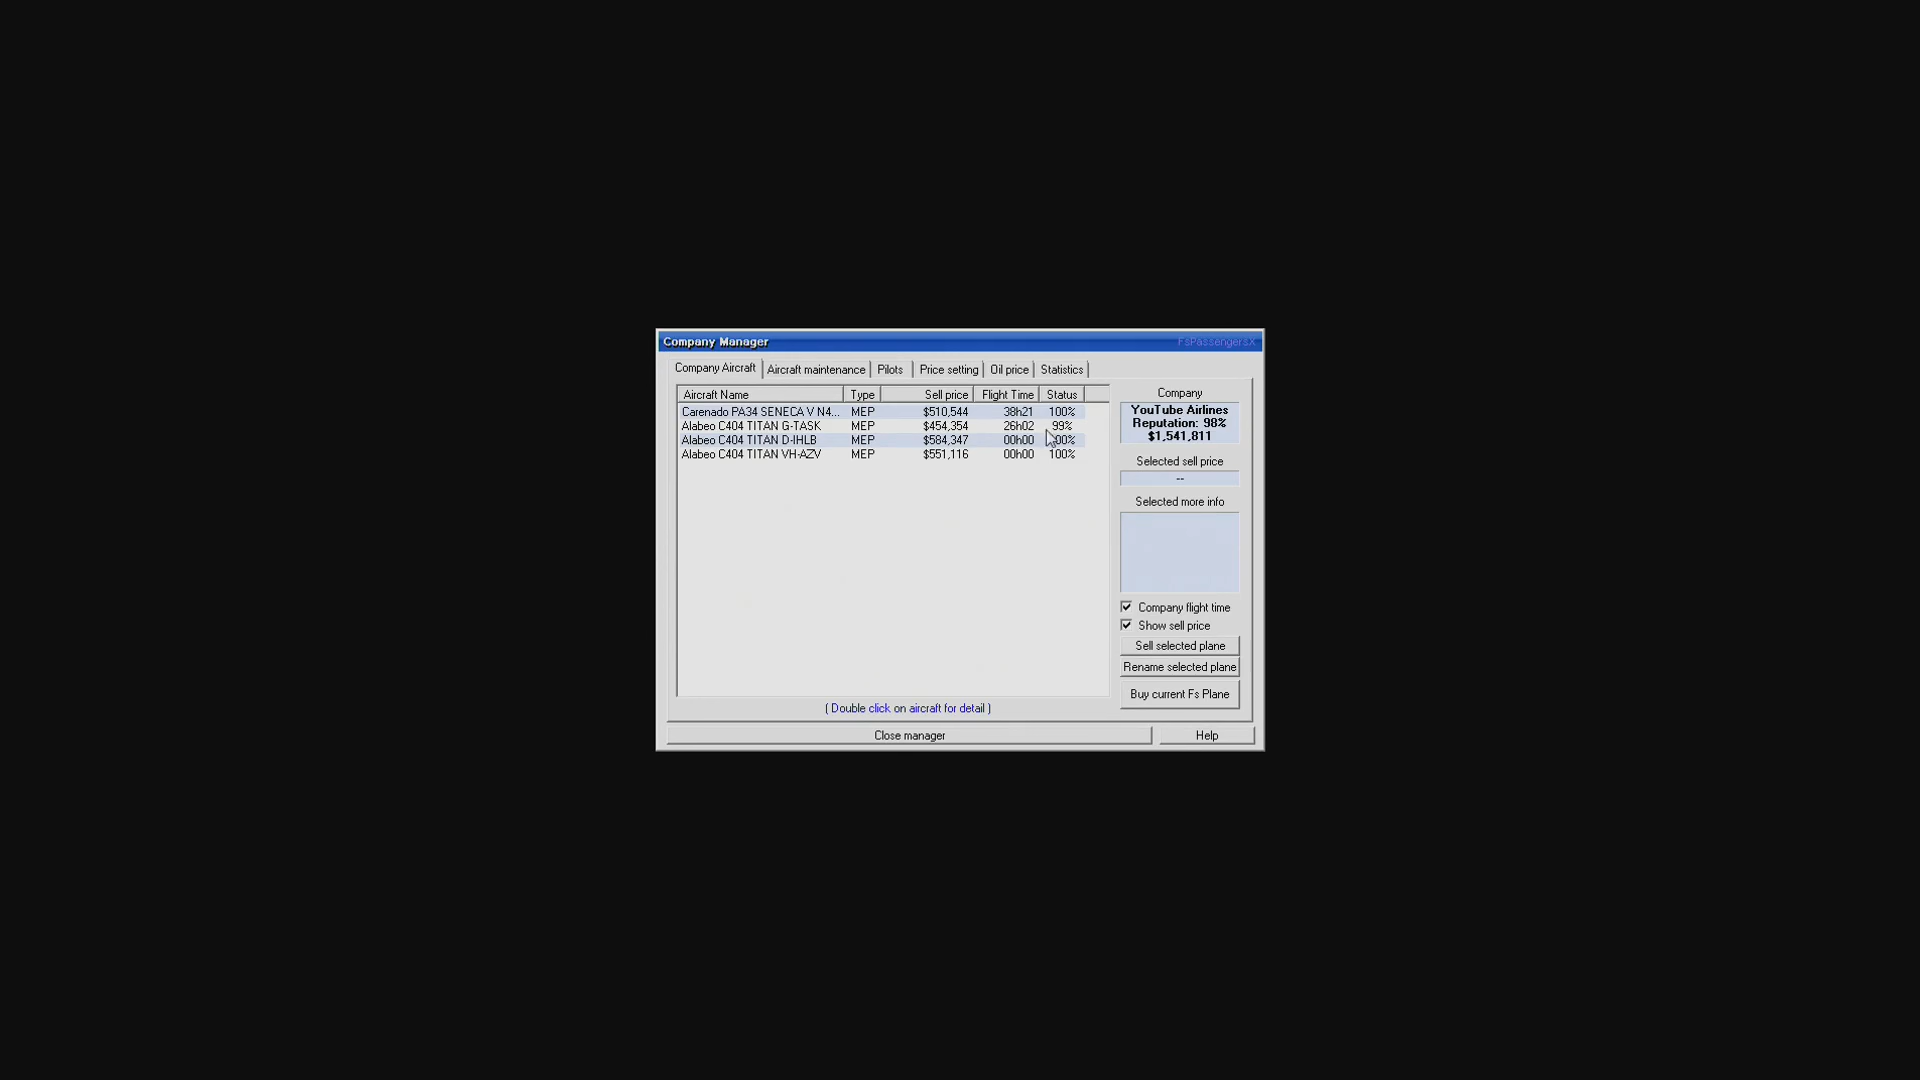 Company Manager FsPassengersX
Company Aircraft Aircraft maintenance Pilots Price setting Oil price Statistics
Aircraft Name Type Sell price Flight Time Status
Carenado PA34 SENECA V N4... MEP $510,544 38h21 100%
Alabeo C404 TITAN G-TASK MEP $454,354 26h02 99%
Alabeo C404 TITAN D-IHLB MEP $584,347 00h00
Alabeo C404 TITAN VH-AZV MEP $551,116 00h00 100%
Company
YouTube Airlines
Reputation: 98%
$1,541,811
Selected sell price
--
Selected more info
Company flight time
Show sell price
Sell selected plane
Rename selected plane
Buy current Fs Plane
( Double click on aircraft for detail )
Close manager Help